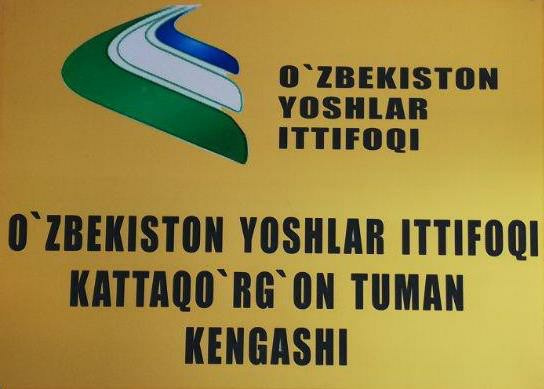 O`ZBEKISTON
YOSHLAR
ITTIFOQI
O`ZBEKISTON YOSHLAR ITTIFOQI
KATTAQO`RG`ON TUMAN
KENGASHI